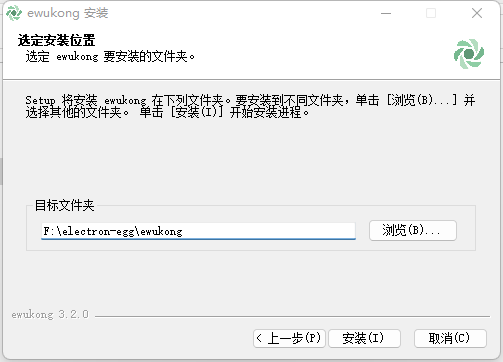 ewukong 安装
选定安装位置
选定 ewukong 要安装的文件夹。
Setup 将安装 ewukong 在下列文件夹。要安装到不同文件夹，单击 [浏览(B)...] 并
选择其他的文件夹。 单击 [安装(I)] 开始安装进程。
目标文件夹
F:\electron-egg\ewukong
浏览(B)...
ewukong 3.2.0
< 上一步(P)
安装(I)
取消(C)